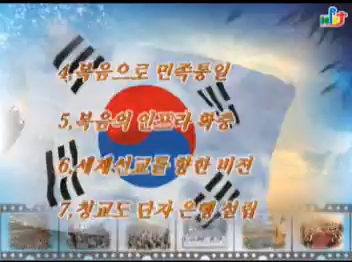 4.복음으로 민족통일
5.복음의 인프라 확충
6.세계선교를 향한 비전
7.청교도 단자 은행 설립